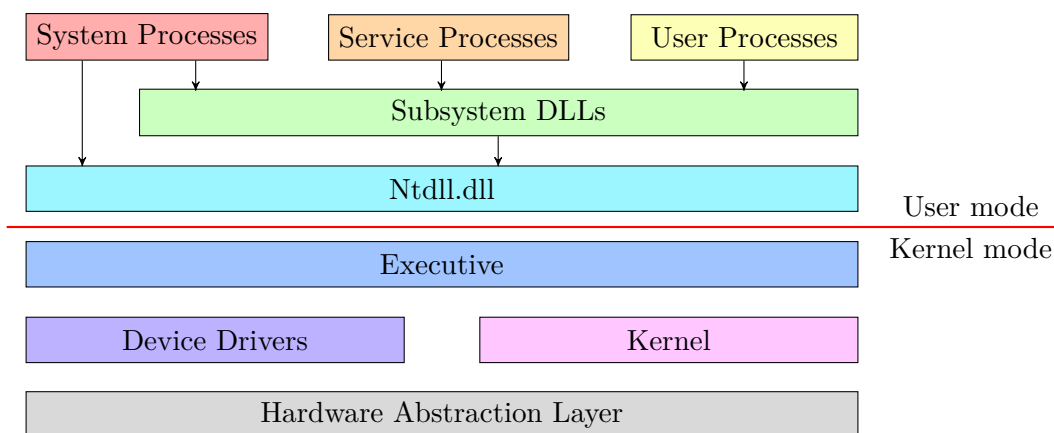 System Processes
Service Processes
User Processes
Subsystem DLLs
Ntdll.dll
User mode
Kernel mode
Executive
Device Drivers
Kernel
Hardware Abstraction Layer